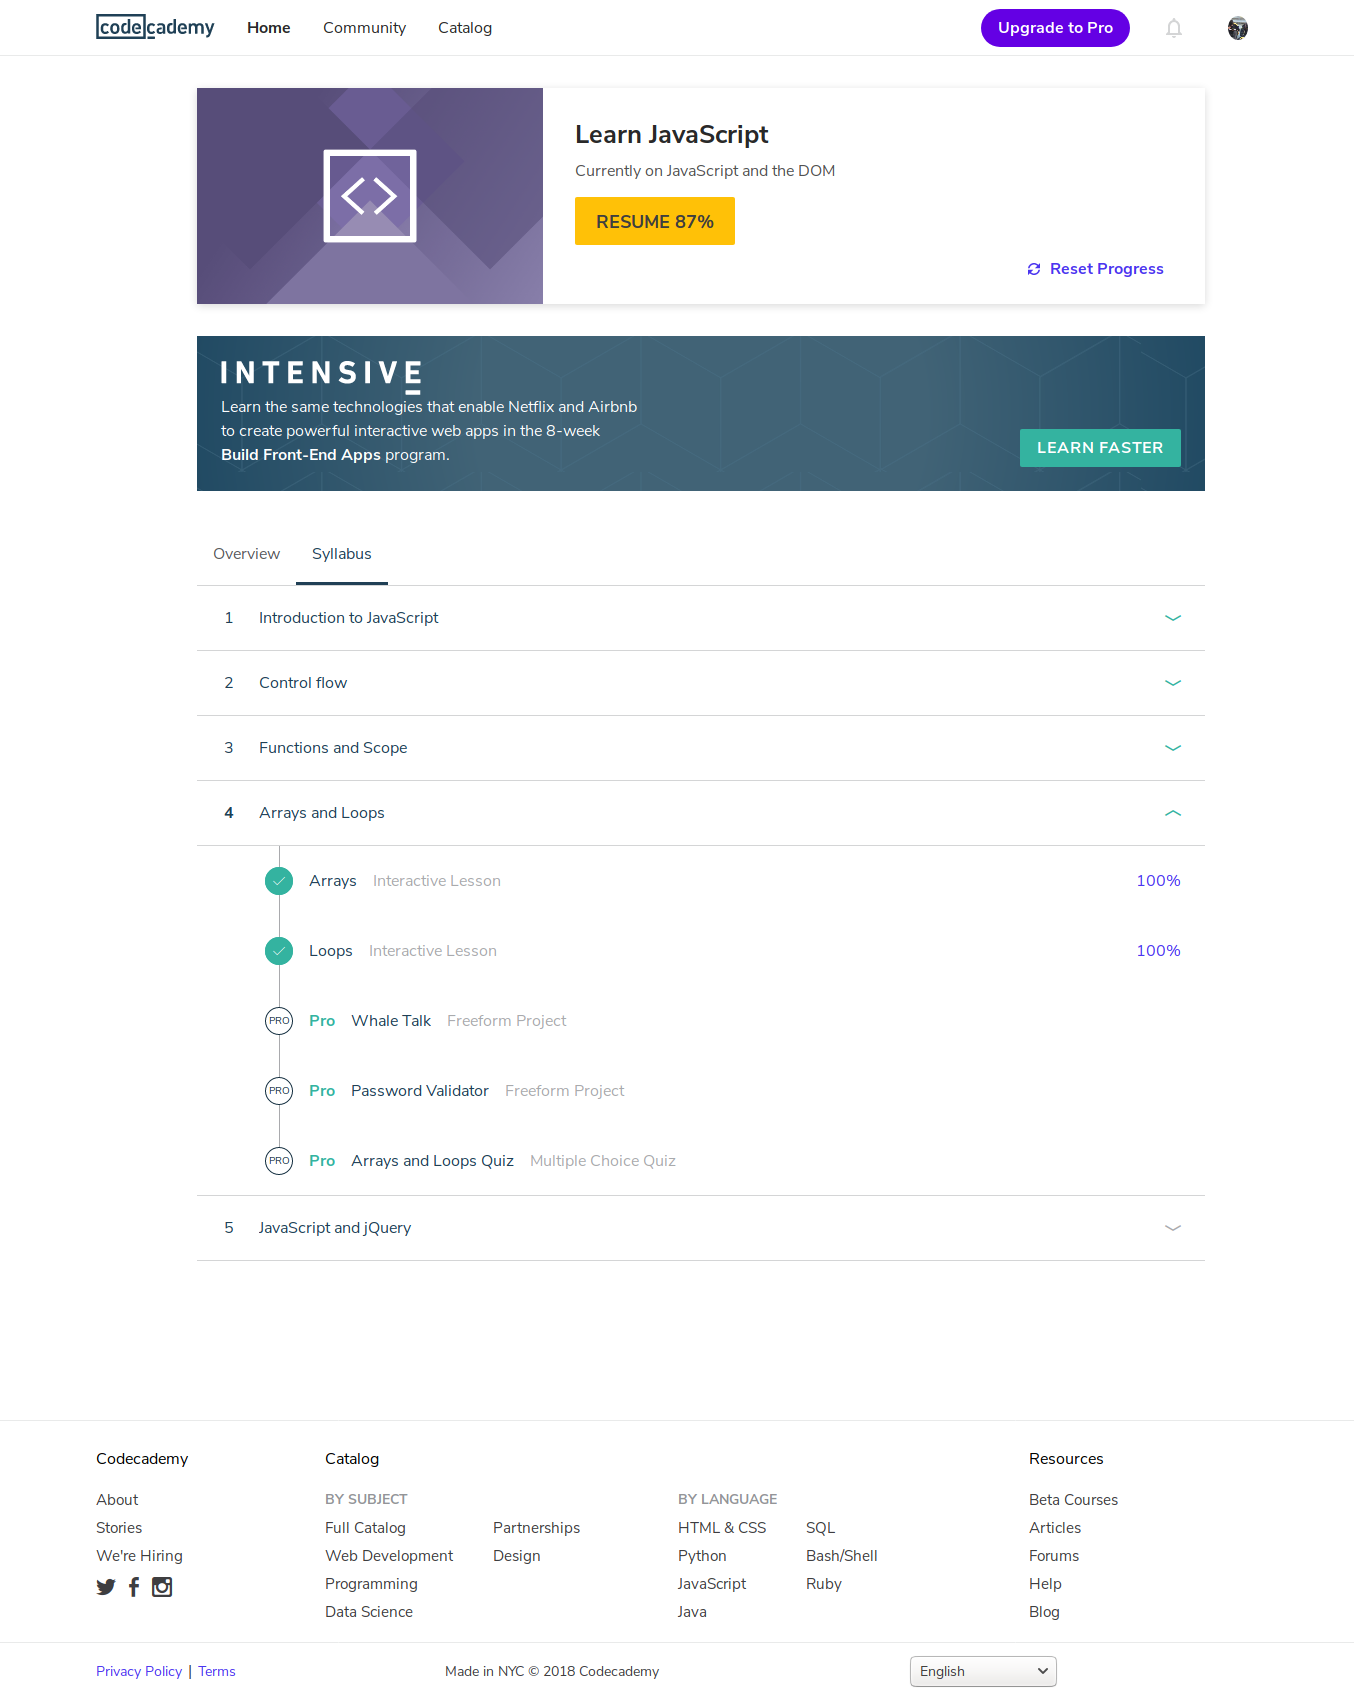 codecademy Home Community Catalog Upgrade to Pro
Learn JavaScript
Currently on JavaScript and the DOM
RESUME 87%
Reset Progress
INTENSIVE
Learn the same technologies that enable Netflix and Airbnb
to create powerful interactive web apps in the 8-week
Build Front-End Apps program.
LEARN FASTER
Overview Syllabus
1 Introduction to JavaScript
2 Control flow
3 Functions and Scope
4 Arrays and Loops
Arrays Interactive Lesson 100%
Loops Interactive Lesson 100%
PRO Pro Whale Talk Freeform Project
PRO Pro Password Validator Freeform Project
PRO Pro Arrays and Loops Quiz Multiple Choice Quiz
5 JavaScript and jQuery
Codecademy
About
Stories
We're Hiring
Catalog
BY SUBJECT
Full Catalog
Web Development
Programming
Data Science
Partnerships
Design
BY LANGUAGE
HTML & CSS
Python
JavaScript
Java
SQL
Bash/Shell
Ruby
Resources
Beta Courses
Articles
Forums
Help
Blog
Privacy Policy | Terms
Made in NYC © 2018 Codecademy
English